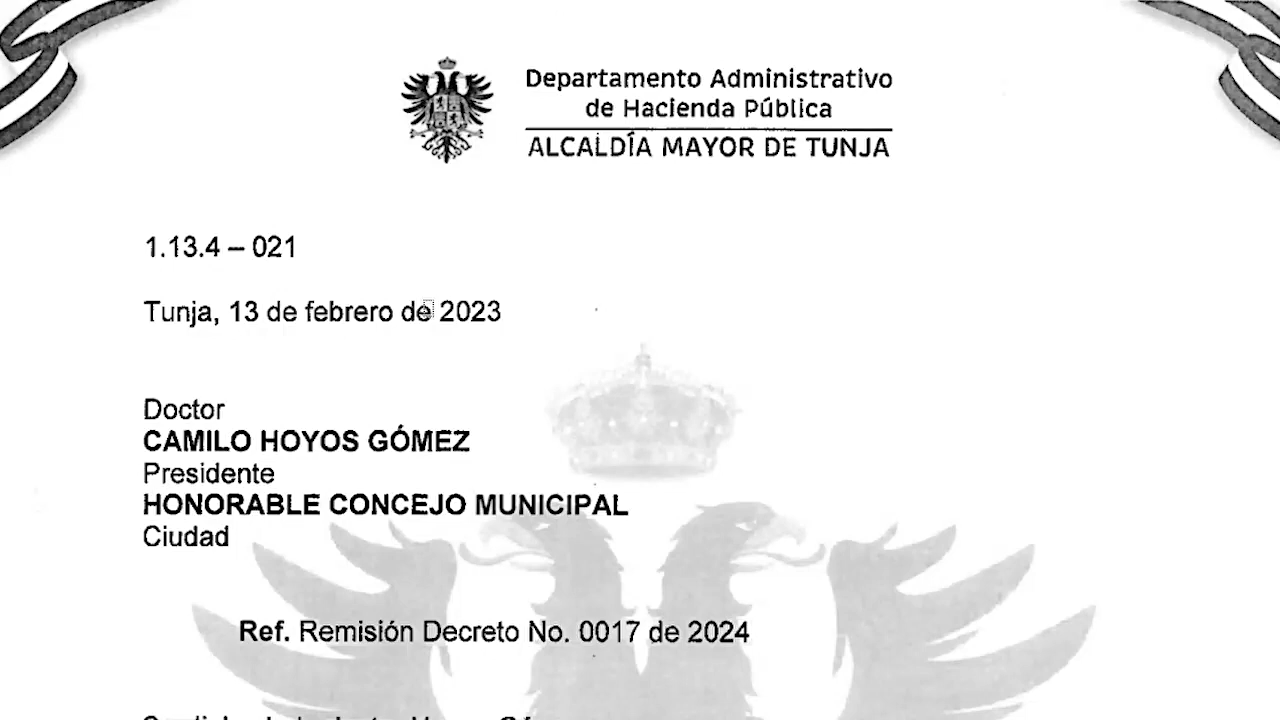 Departamento Administrativo
de Hacienda Pública
ALCALDÍA MAYOR DE TUNJA
1.13.4 – 021
Tunja, 13 de febrero de 2023
Doctor
CAMILO HOYOS GÓMEZ
Presidente
HONORABLE CONCEJO MUNICIPAL
Ciudad
Ref. Remisión Decreto No. 0017 de 2024